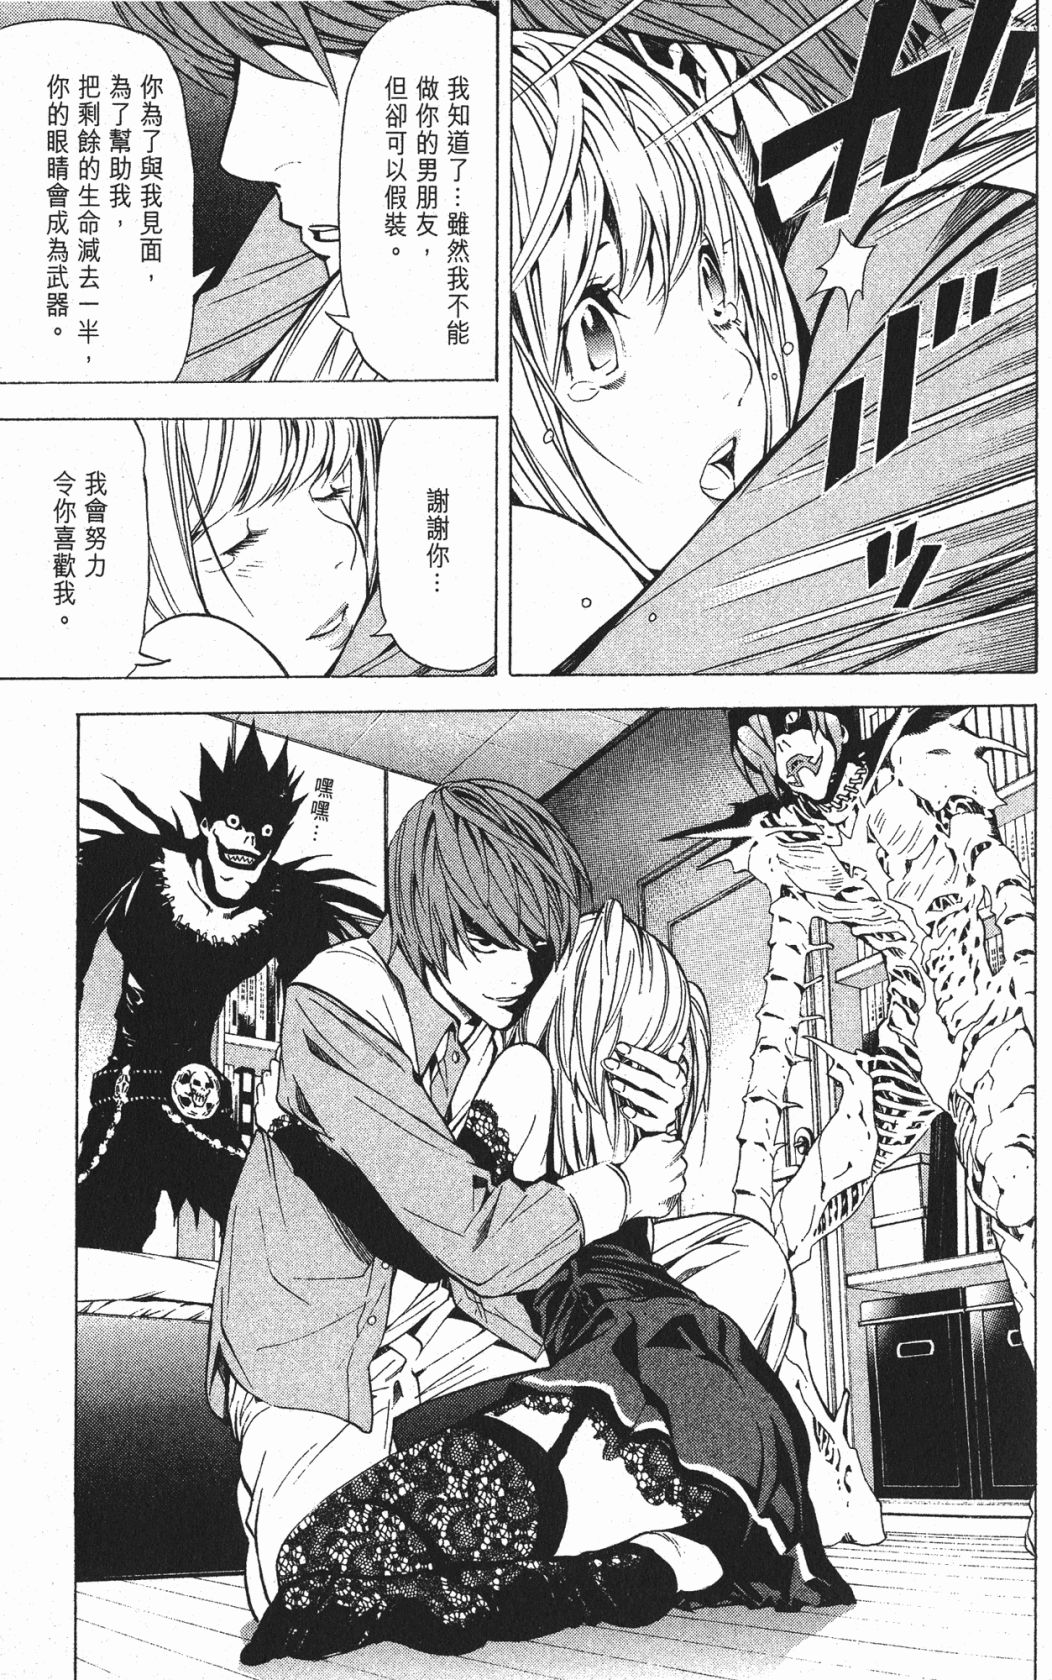 我知道了…雖然我不能
做你的男朋友，
但卻可以假裝。
你為了與我見面，
為了幫助我，
把剩餘的生命減去一半，
你的眼睛會成為武器。
謝謝你…
我會努力
令你喜歡我。
嘿嘿…